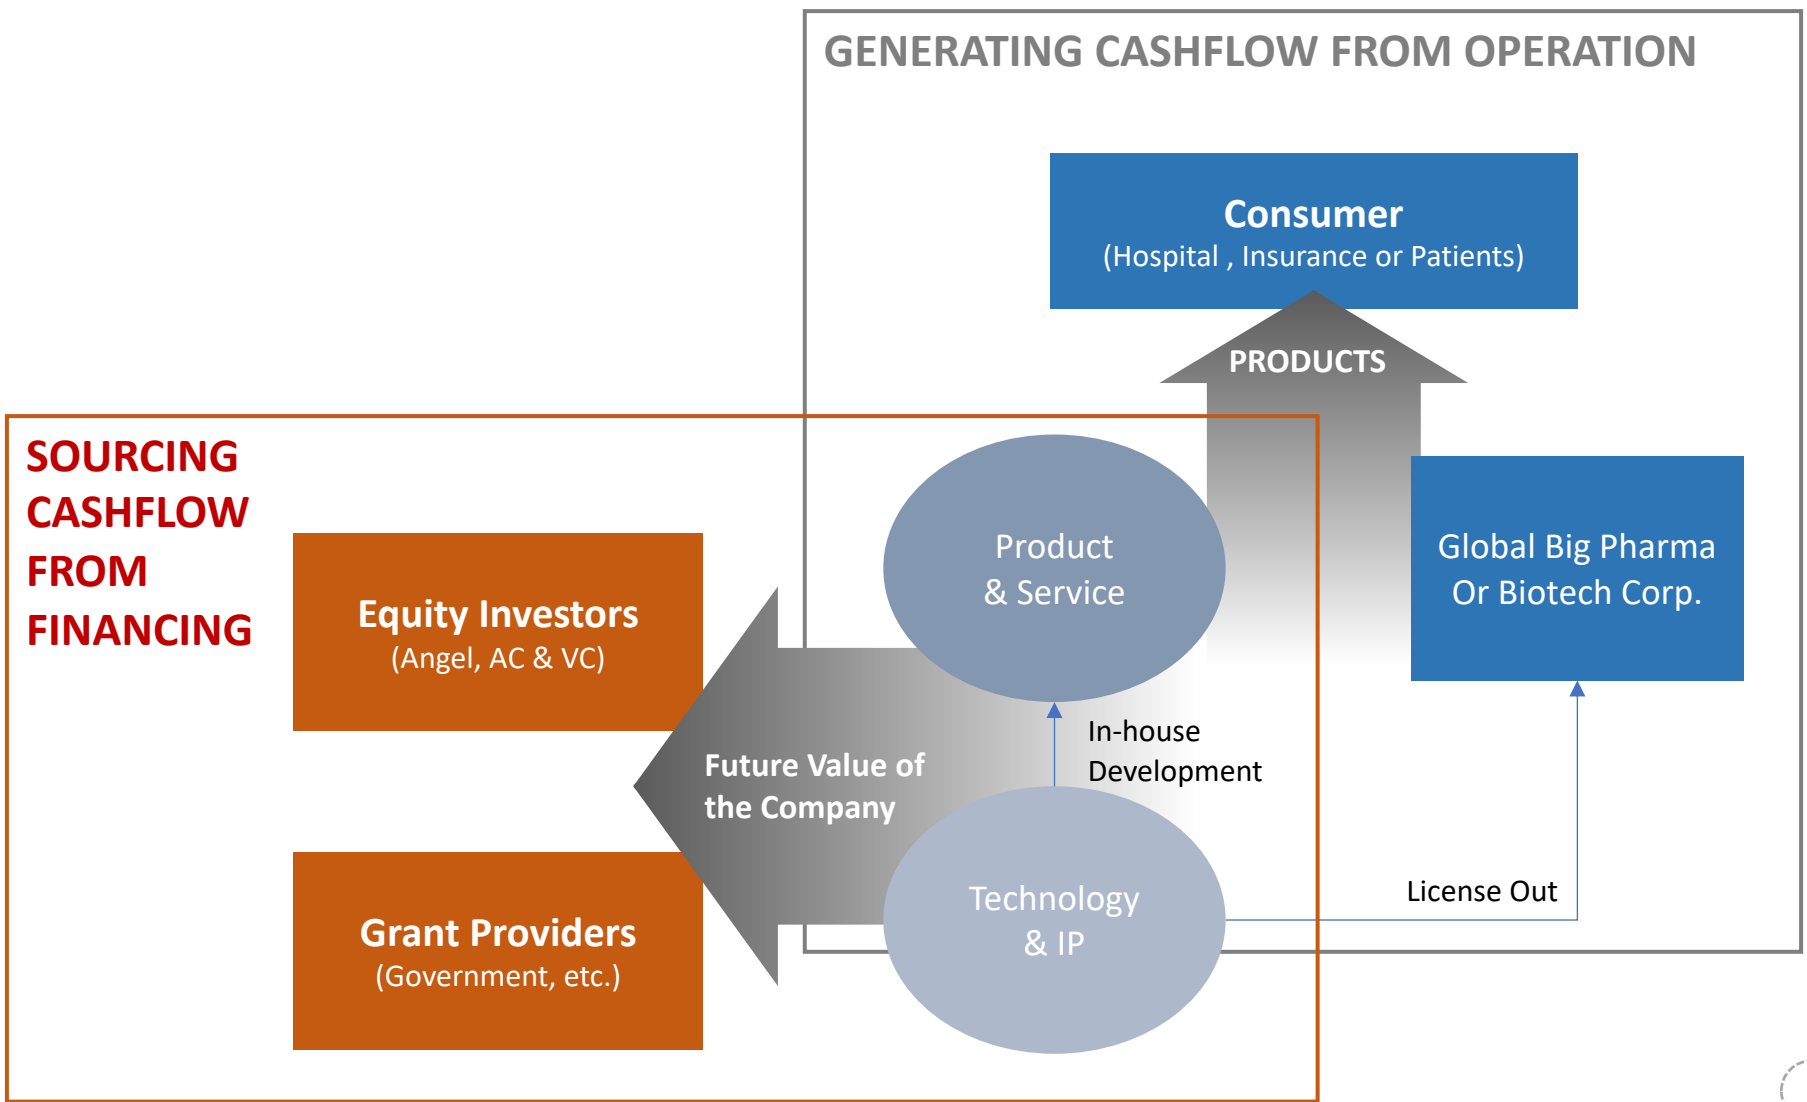 GENERATING CASHFLOW FROM OPERATION
Consumer
(Hospital , Insurance or Patients)
PRODUCTS
SOURCING
CASHFLOW
FROM
FINANCING
Equity Investors
(Angel, AC & VC)
Product
& Service
Global Big Pharma
Or Biotech Corp.
In-house
Development
Future Value of
the Company
Technology
& IP
License Out
Grant Providers
(Government, etc.)